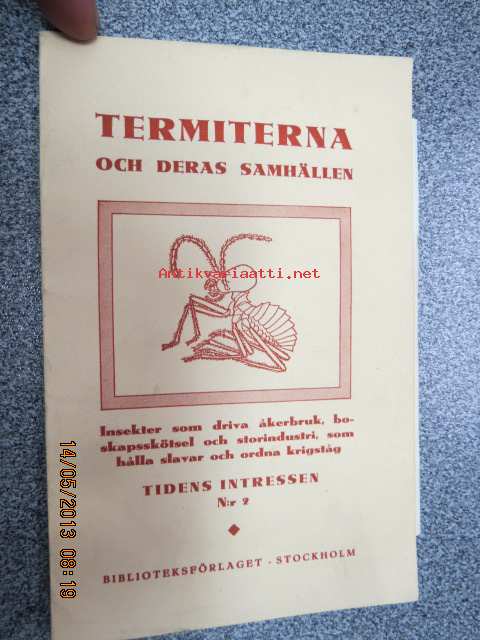 TERMITERNA
OCH DERAS SAMHÄLLEN
Antikvariaatti.net
Insekter som driva åkerbruk, bo-
skapsskötsel och storindustri, som
hålla slavar och ordna krigståg
TIDENS INTRESSEN
N:r 2
BIBLIOTEKSFÖRLAGET - STOCKHOLM
14/05/2013 08:19